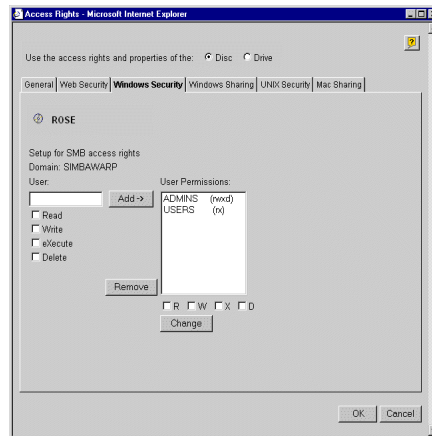 Access Rights - Microsoft Internet Explorer
?
Use the access rights and properties of the: Disc Drive
General Web Security Windows Security Windows Sharing UNIX Security Mac Sharing
ROSE
Setup for SMB access rights
Domain: SIMBAWARP
User: User Permissions:
Add -> ADMINS (rwxd)
USERS (rx)
Read
Write
eXecute
Delete
Remove
R W X D
Change
OK Cancel